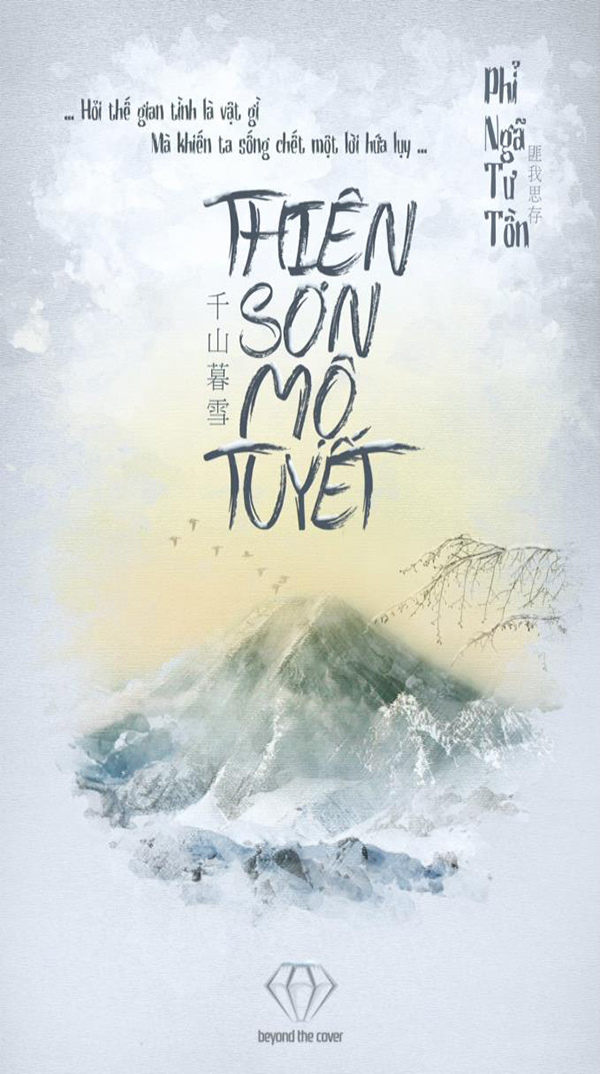 ... Hỏi thế gian tình là vật gì
Mà khiến ta sống chết một lời hứa lụy ...
Phỉ
Ngã
Tư
Tồn
匪我思存
THIÊN
SƠN
MỘ
TUYẾT
千山暮雪
beyond the cover